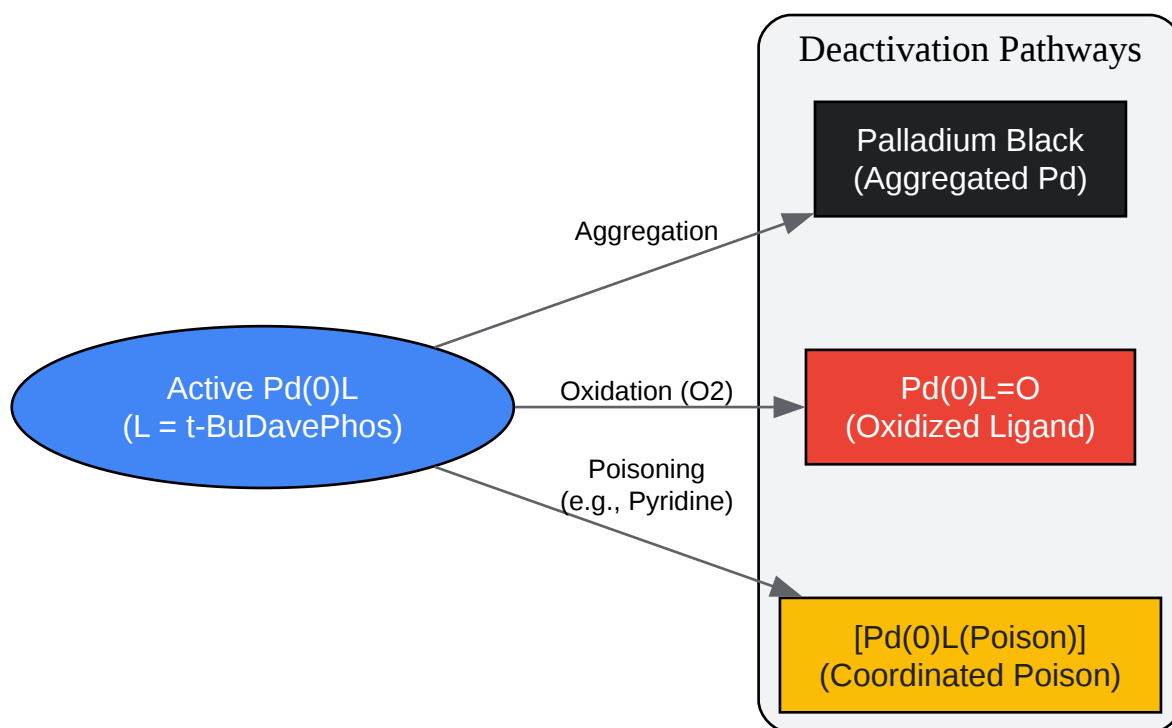 Deactivation Pathways
Palladium Black
(Aggregated Pd)
Aggregation
Active Pd(0)L
(L = t-BuDavePhos)
Oxidation (O2)
Pd(0)L=O
(Oxidized Ligand)
Poisoning
(e.g., Pyridine)
[Pd(0)L(Poison)]
(Coordinated Poison)